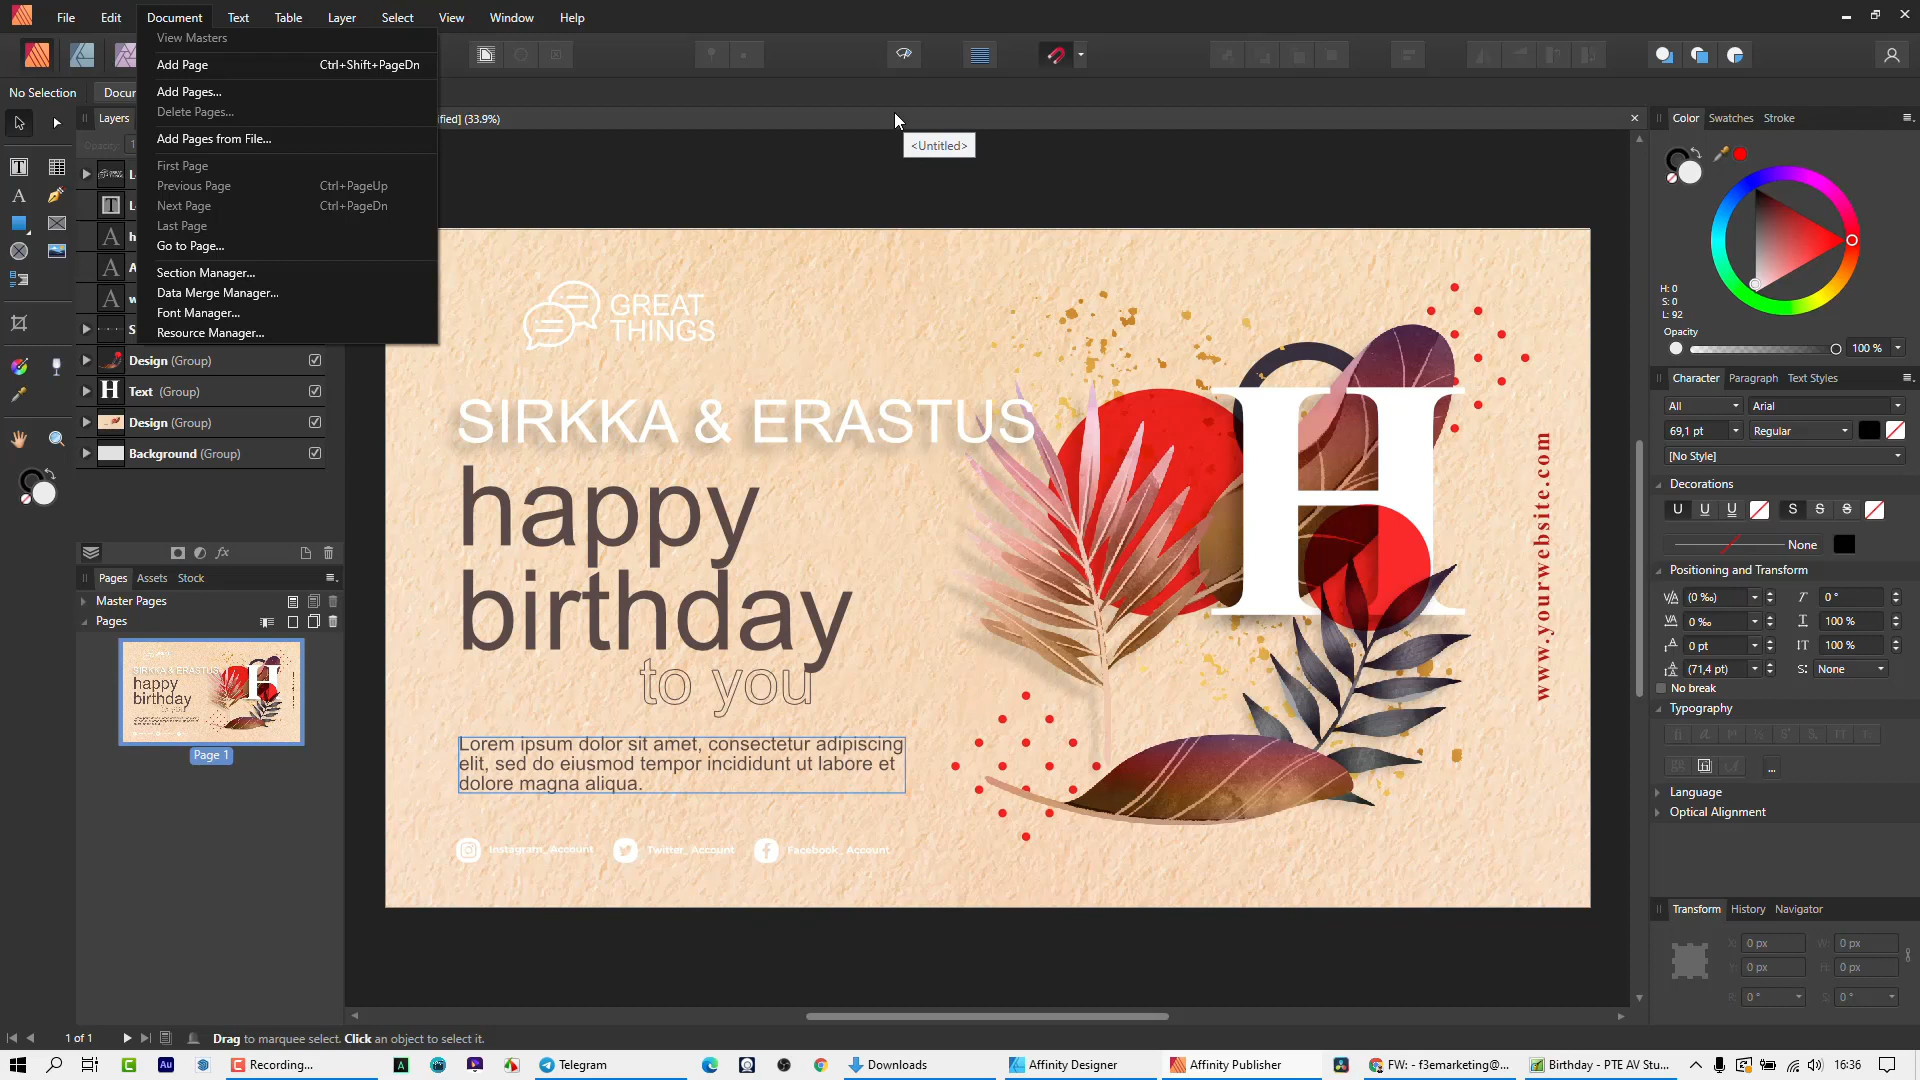 File Edit Document Text Table Layer Select View Window Help
View Masters
Add Page Ctrl+Shift+PageDn
Add Pages...
Delete Pages...
Add Pages from File...
First Page
Previous Page Ctrl+PageUp
Next Page Ctrl+PageDn
Last Page
Go to Page...
Section Manager...
Data Merge Manager...
Font Manager...
Resource Manager...
No Selection
Layers
Design (Group)
Text (Group)
Design (Group)
Background (Group)
Pages Assets Stock
Master Pages
Pages
SIRKKA & ERASTUS
happy
birthday
H
Page 1
(33.9%)
<Untitled>
GREAT
THINGS
SIRKKA & ERASTUS
happy
birthday
to you
Lorem ipsum dolor sit amet, consectetur adipiscing
elit, sed do eiusmod tempor incididunt ut labore et
dolore magna aliqua.
Instagram_Account Twitter_Account Facebook_Account
H
www.yourwebsite.com
Color Swatches Stroke
H: 0
S: 0
L: 92
Opacity
100 %
Character Paragraph Text Styles
All Arial
69,1 pt Regular
[No Style]
Decorations
U U U S S S
None
Positioning and Transform
(0 ‰) 0 °
0 ‰ 100 %
0 pt 100 %
(71,4 pt) S: None
No break
Typography
...
Language
Optical Alignment
Transform History Navigator
X: 0 px W: 0 px
Y: 0 px H: 0 px
R: 0 ° S: 0 °
1 of 1 Drag to marquee select. Click an object to select it.
Recording... Telegram Downloads Affinity Designer Affinity Publisher FW: - f3emarketing@... Birthday - PTE AV Stu... 16:36